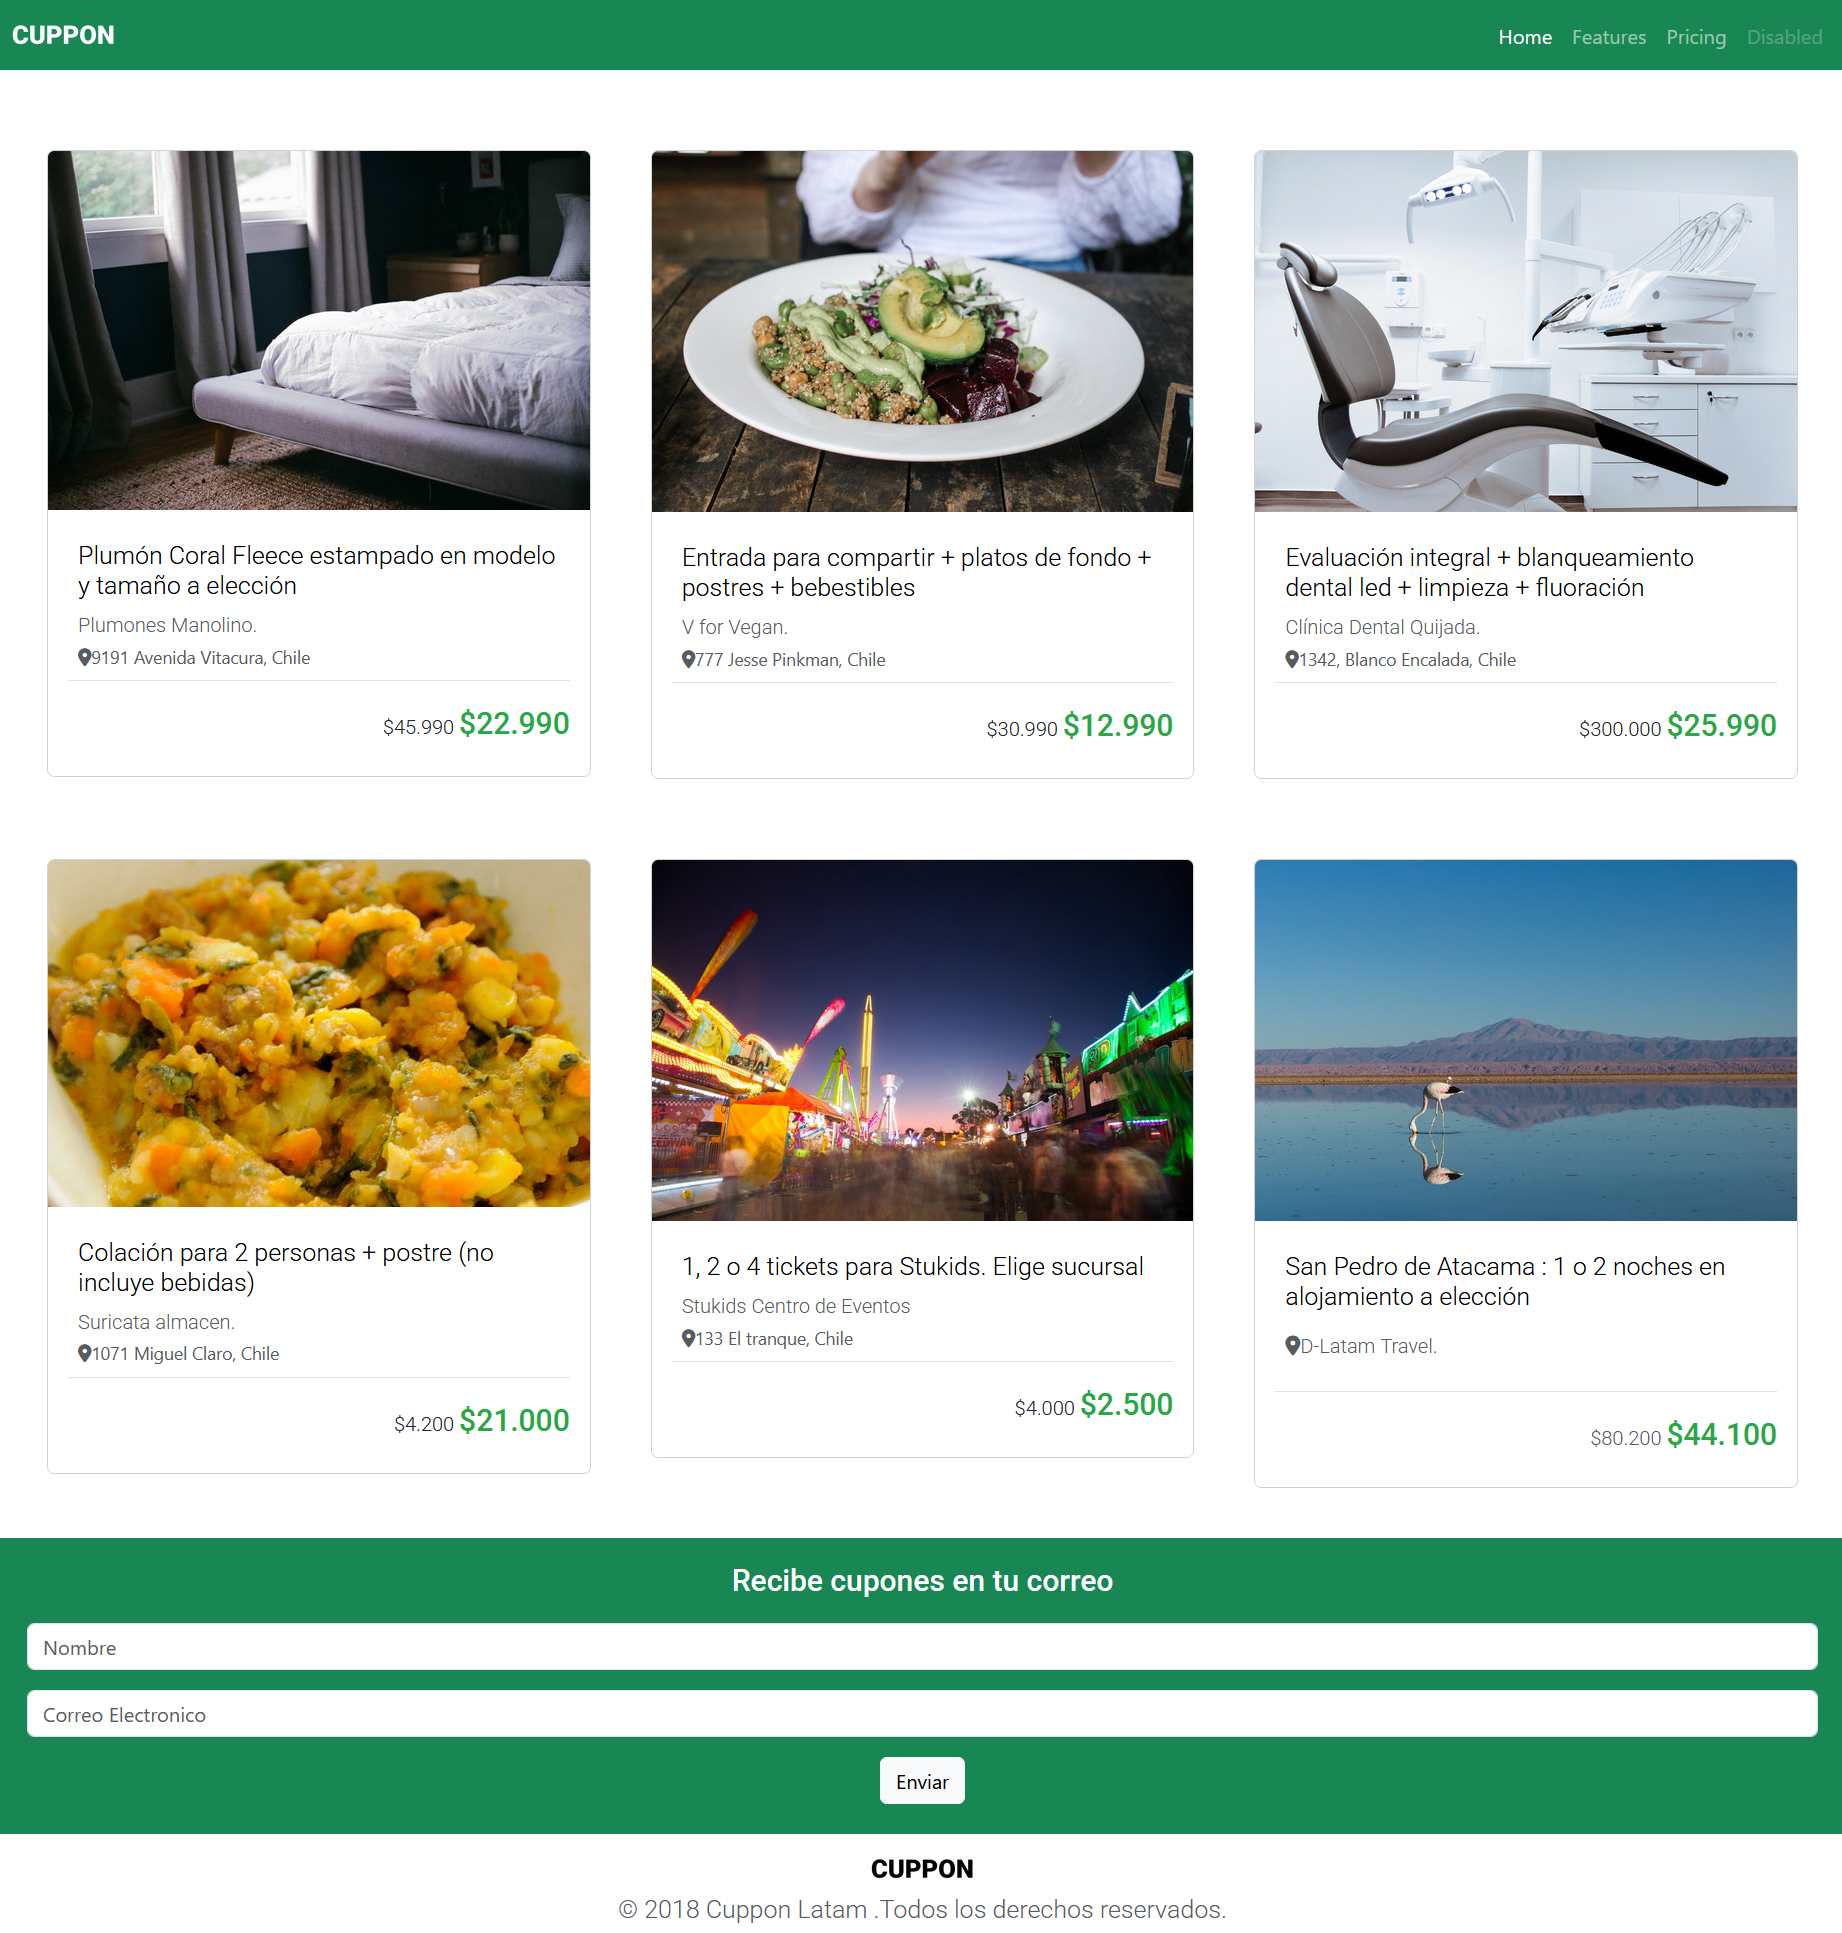 CUPPON
Home Features Pricing Disabled
Plumón Coral Fleece estampado en modelo
y tamaño a elección
Plumones Manolino.
9191 Avenida Vitacura, Chile
$45.990 $22.990
Entrada para compartir + platos de fondo +
postres + bebestibles
V for Vegan.
777 Jesse Pinkman, Chile
$30.990 $12.990
Evaluación integral + blanqueamiento
dental led + limpieza + fluoración
Clínica Dental Quijada.
1342, Blanco Encalada, Chile
$300.000 $25.990
Colación para 2 personas + postre (no
incluye bebidas)
Suricata almacen.
1071 Miguel Claro, Chile
$4.200 $21.000
1, 2 o 4 tickets para Stukids. Elige sucursal
Stukids Centro de Eventos
133 El tranque, Chile
$4.000 $2.500
San Pedro de Atacama : 1 o 2 noches en
alojamiento a elección
D-Latam Travel.
$80.200 $44.100
Recibe cupones en tu correo
Nombre
Correo Electronico
Enviar
CUPPON
© 2018 Cuppon Latam .Todos los derechos reservados.